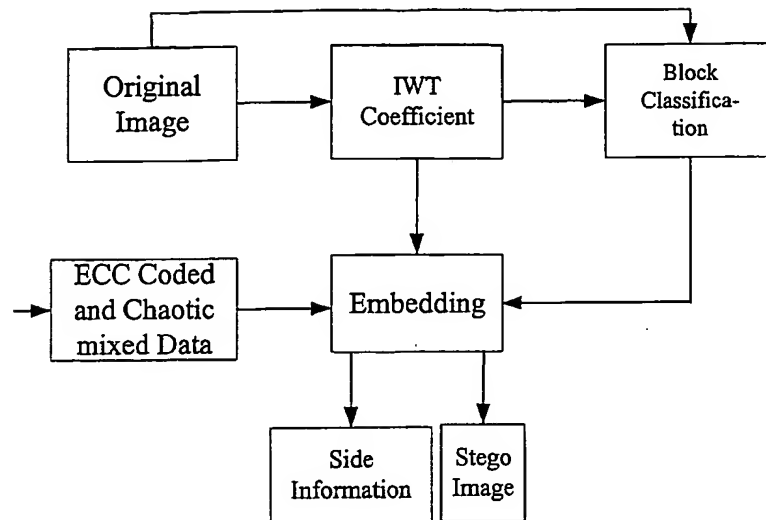 Original
Image
IWT
Coefficient
Block
Classifica-
tion
ECC Coded
and Chaotic
mixed Data
Embedding
Side
Information
Stego
Image